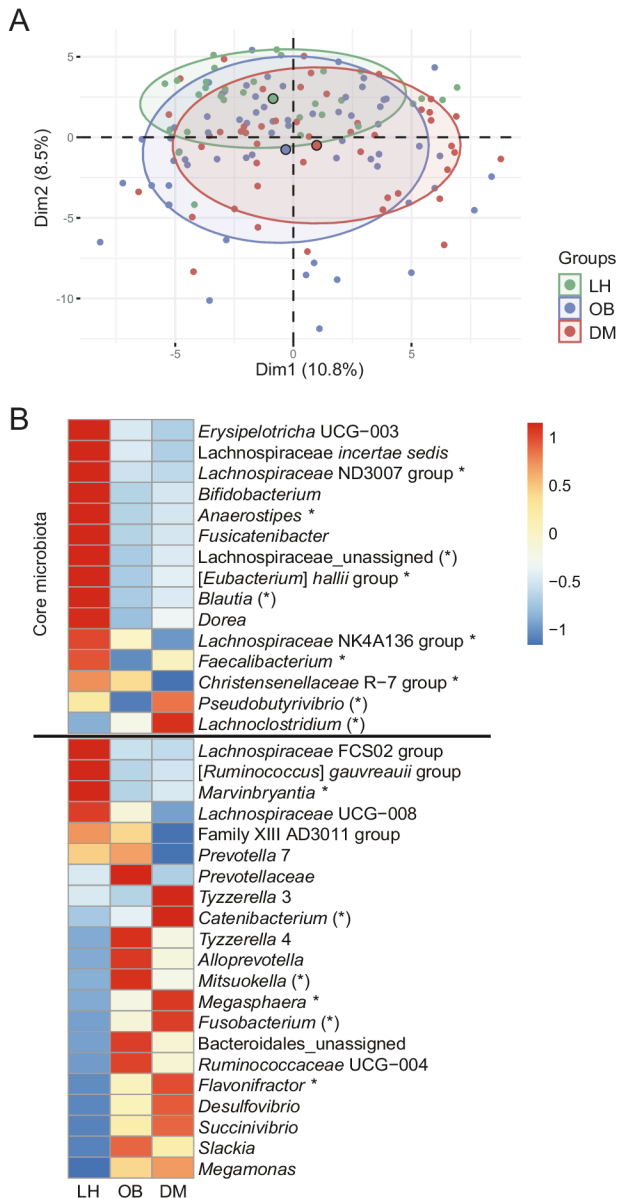 A
5
0
-5
-10
Dim2 (8.5%)
-5
0
5
Dim1 (10.8%)
Groups
LH
OB
DM
B
Core microbiota
Erysipelotricha UCG−003
Lachnospiraceae incertae sedis
Lachnospiraceae ND3007 group *
Bifidobacterium
Anaerostipes *
Fusicatenibacter
Lachnospiraceae_unassigned (*)
[Eubacterium] hallii group *
Blautia (*)
Dorea
Lachnospiraceae NK4A136 group *
Faecalibacterium *
Christensenellaceae R−7 group *
Pseudobutyrivibrio (*)
Lachnoclostridium (*)
Lachnospiraceae FCS02 group
[Ruminococcus] gauvreauii group
Marvinbryantia *
Lachnospiraceae UCG−008
Family XIII AD3011 group
Prevotella 7
Prevotellaceae
Tyzzerella 3
Catenibacterium (*)
Tyzzerella 4
Alloprevotella
Mitsuokella (*)
Megasphaera *
Fusobacterium (*)
Bacteroidales_unassigned
Ruminococcaceae UCG−004
Flavonifractor *
Desulfovibrio
Succinivibrio
Slackia
Megamonas
LH OB DM
1
0.5
0
−0.5
−1